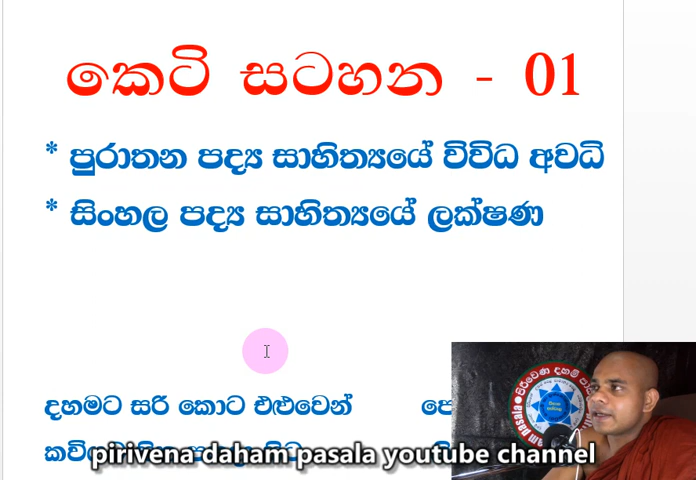 කෙටි සටහන - 01
* පුරාතන පද්‍ය සාහිත්‍යයේ විවිධ අවධි
* සිංහල පද්‍ය සාහිත්‍යයේ ලක්ෂණ
දහමට සරි කොට එළුවෙන්
pirivena daham pasala youtube channel